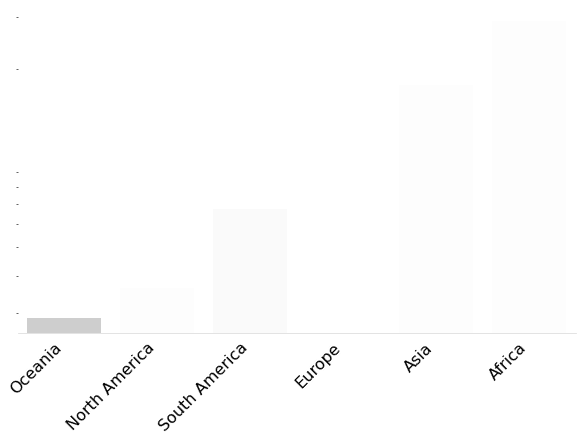 Oceania
North America
South America
Europe
Asia
Africa